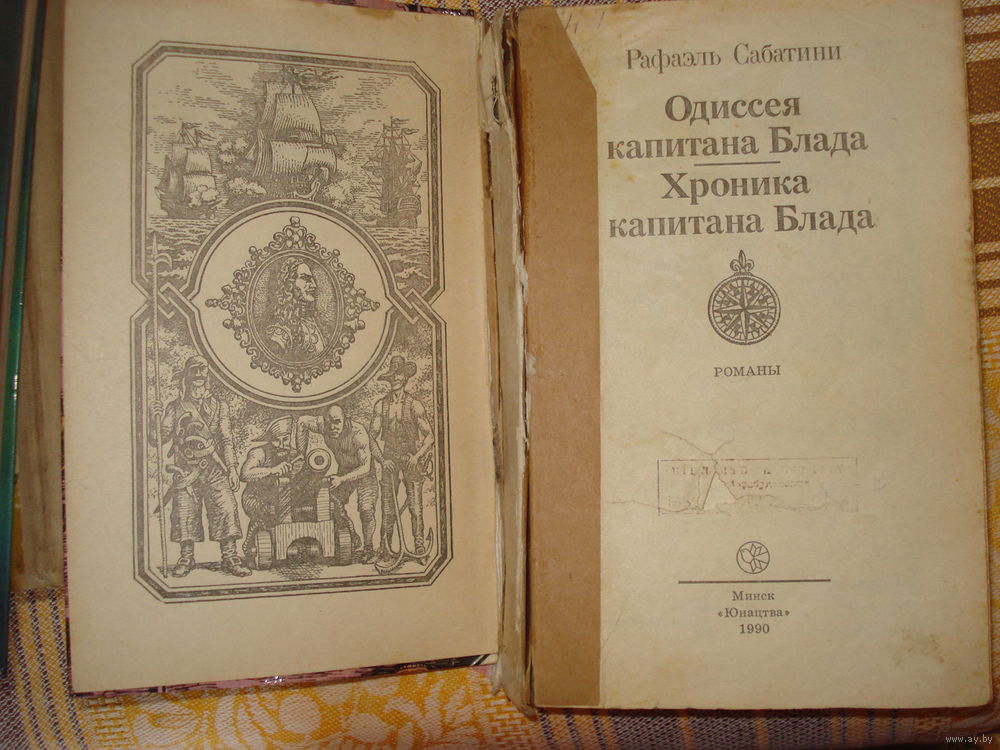 Рафаэль Сабатини
Одиссея
капитана Блада
Хроника
капитана Блада
РОМАНЫ
Минск
«Юнацтва»
1990
www.ay.by